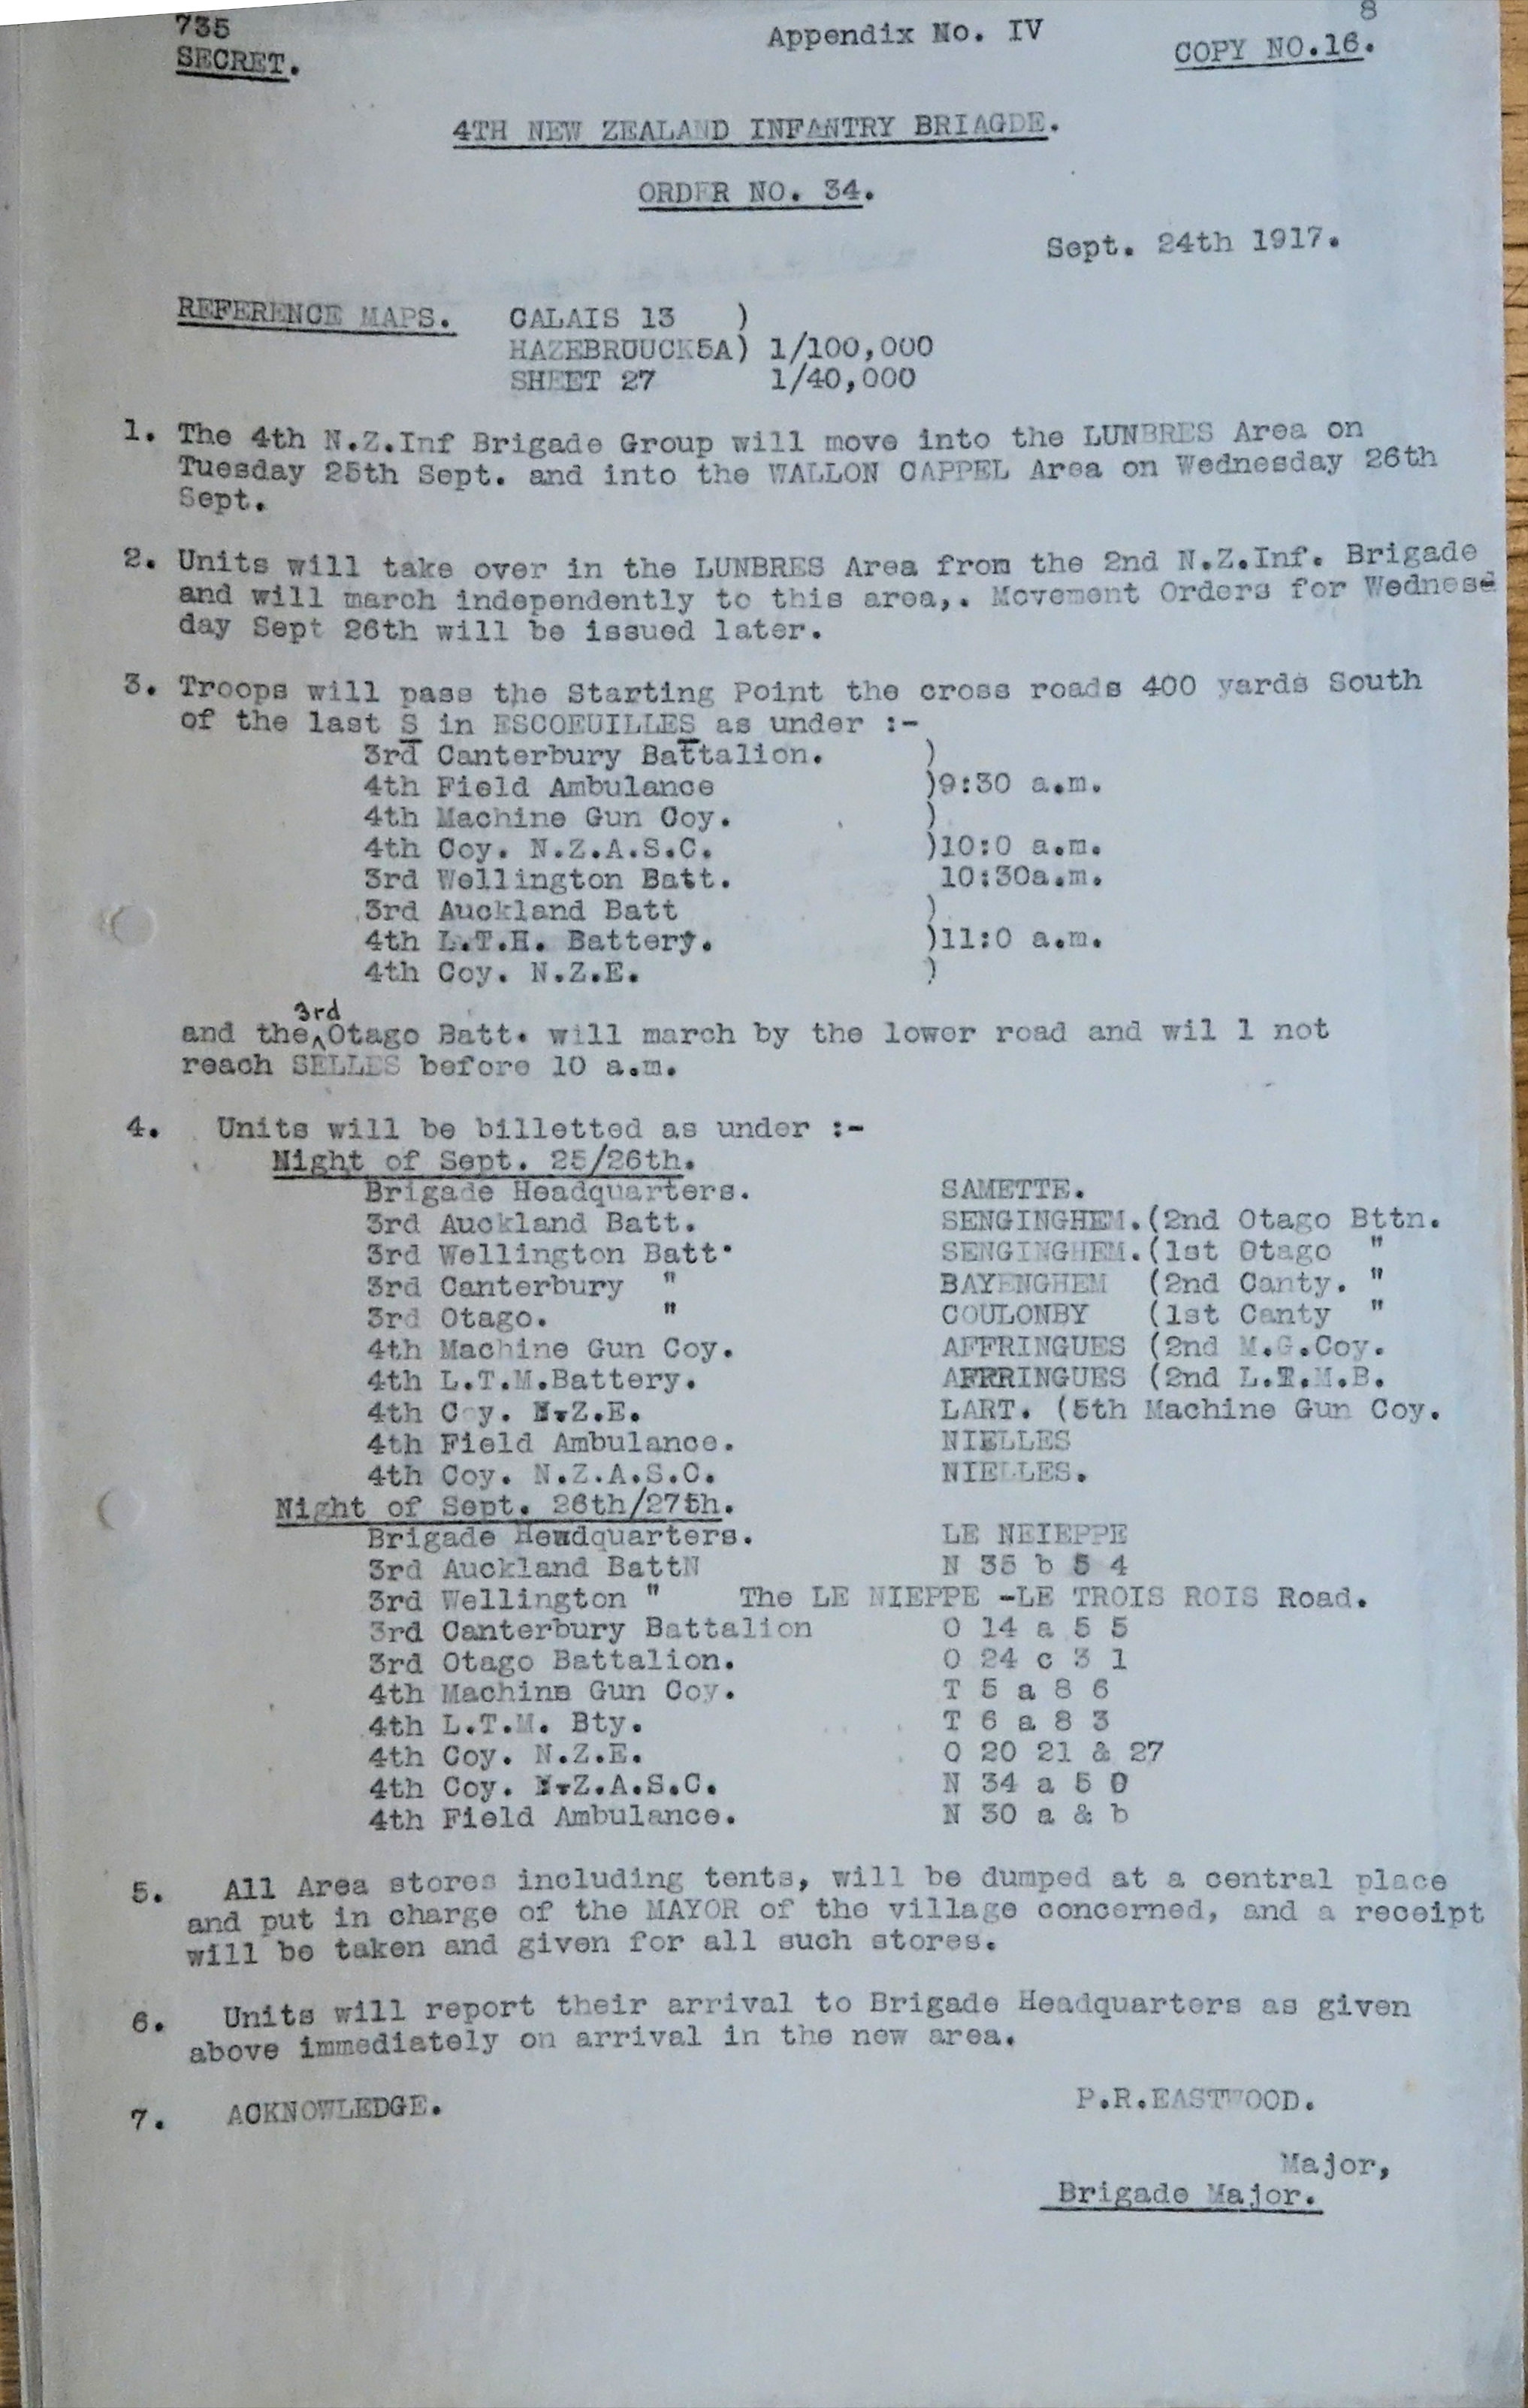 8
735 Appendix No. IV
SECRET. COPY NO.16.
4TH NEW ZEALAND INFANTRY BRIAGDE.
ORDER NO. 34.
Sept. 24th 1917.
REFERENCE MAPS. CALAIS 13 )
HAZEBRUUCK5A) 1/100,000
SHEET 27 1/40,000
1. The 4th N.Z.Inf Brigade Group will move into the LUNBRES Area on
Tuesday 25th Sept. and into the WALLON CAPPEL Area on Wednesday 26th
Sept.
2. Units will take over in the LUNBRES Area from the 2nd N.Z.Inf. Brigade
and will march independently to this area,. Movement Orders for Wednesd
day Sept 26th will be issued later.
3. Troops will pass the Starting Point the cross roads 400 yards South
of the last S in ESCOEUILLES as under :-
3rd Canterbury Battalion. )
4th Field Ambulance )9:30 a.m.
4th Machine Gun Coy. )
4th Coy. N.Z.A.S.C. )10:0 a.m.
3rd Wellington Batt. 10:30a.m.
3rd Auckland Batt )
4th L.T.H. Battery. )11:0 a.m.
4th Coy. N.Z.E. )
and the 3rd Otago Batt. will march by the lower road and wil l not
reach SELLES before 10 a.m.
4. Units will be billetted as under :-
Night of Sept. 25/26th.
Brigade Headquarters. SAMETTE.
3rd Auckland Batt. SENGINGHEM.(2nd Otago Bttn.
3rd Wellington Batt. SENGINGHEM.(1st Otago "
3rd Canterbury " BAYENGHEM (2nd Canty. "
3rd Otago. " COULONBY (1st Canty "
4th Machine Gun Coy. AFFRINGUES (2nd M.G.Coy.
4th L.T.M.Battery. AFRRINGUES (2nd L.T.M.B.
4th Coy. N.Z.E. LART. (5th Machine Gun Coy.
4th Field Ambulance. NIELLES
4th Coy. N.Z.A.S.C. NIELLES.
Night of Sept. 26th/27th.
Brigade Headquarters. LE NEIEPPE
3rd Auckland BattN N 35 b 5 4
3rd Wellington " The LE NIEPPE -LE TROIS ROIS Road.
3rd Canterbury Battalion O 14 a 5 5
3rd Otago Battalion. O 24 c 3 1
4th Machine Gun Coy. T 5 a 8 6
4th L.T.M. Bty. T 6 a 8 3
4th Coy. N.Z.E. O 20 21 & 27
4th Coy. N.Z.A.S.C. N 34 a 5 0
4th Field Ambulance. N 30 a & b
5. All Area stores including tents, will be dumped at a central place
and put in charge of the MAYOR of the village concerned, and a receipt
will be taken and given for all such stores.
6. Units will report their arrival to Brigade Headquarters as given
above immediately on arrival in the new area.
7. ACKNOWLEDGE. P.R.EASTWOOD.
Major,
Brigade Major.